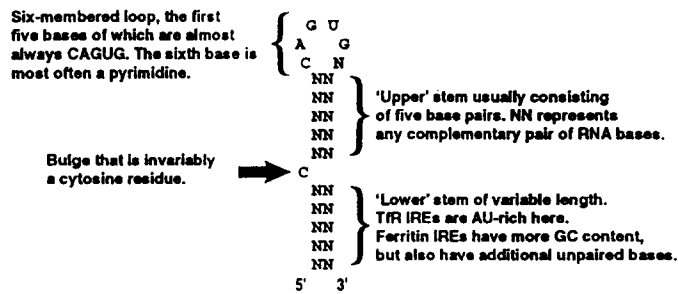 Six-membered loop, the first
five bases of which are almost
always CAGUG. The sixth base is
most often a pyrimidine.
G U
A G
C N
NN
NN
NN
NN
NN
'Upper' stem usually consisting
of five base pairs. NN represents
any complementary pair of RNA bases.
Bulge that is invariably
a cytosine residue.
C
NN
NN
NN
NN
NN
'Lower' stem of variable length.
TfR IREs are AU-rich here.
Ferritin IREs have more GC content,
but also have additional unpaired bases.
5' 3'